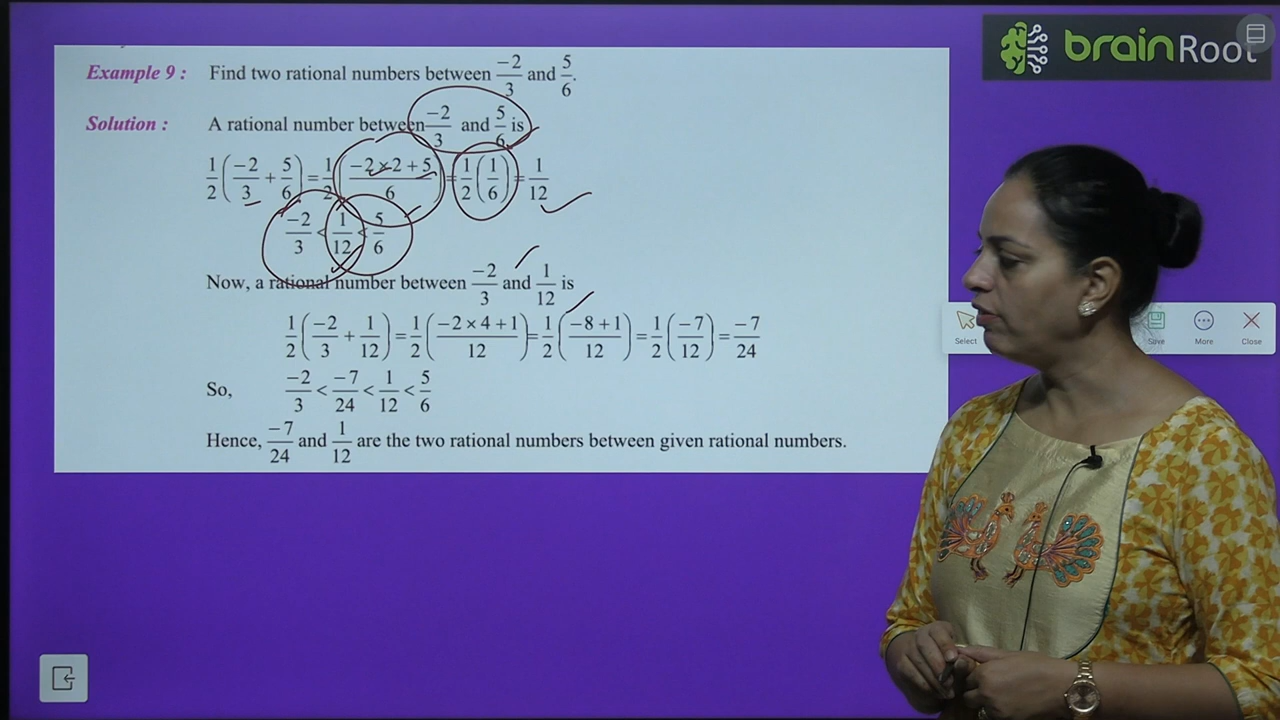 brainRoot
Example 9 : Find two rational numbers between -2/3 and 5/6.
Solution : A rational number between -2/3 and 5/6 is
1/2(-2/3 + 5/6) = 1/2(-2×2+5/6) = 1/2(1/6) = 1/12
-2/3 < 1/12 < 5/6
Now, a rational number between -2/3 and 1/12 is
1/2(-2/3 + 1/12) = 1/2(-2×4+1/12) = 1/2(-8+1/12) = 1/2(-7/12) = -7/24
So, -2/3 < -7/24 < 1/12 < 5/6
Hence, -7/24 and 1/12 are the two rational numbers between given rational numbers.
Select Save More Close